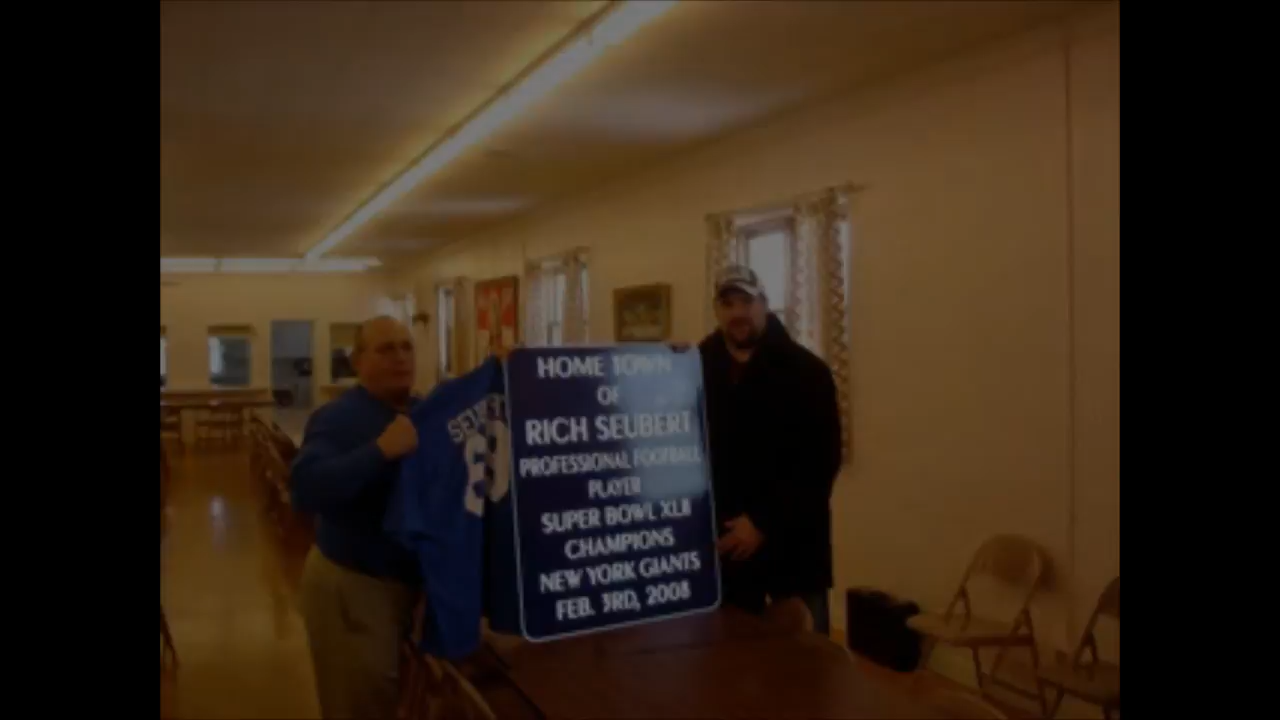 HOME TOWN
OF
RICH SEUBERT
PROFESSIONAL FOOTBALL
PLAYER
SUPER BOWL XLII
CHAMPIONS
NEW YORK GIANTS
FEB. 3RD, 2008